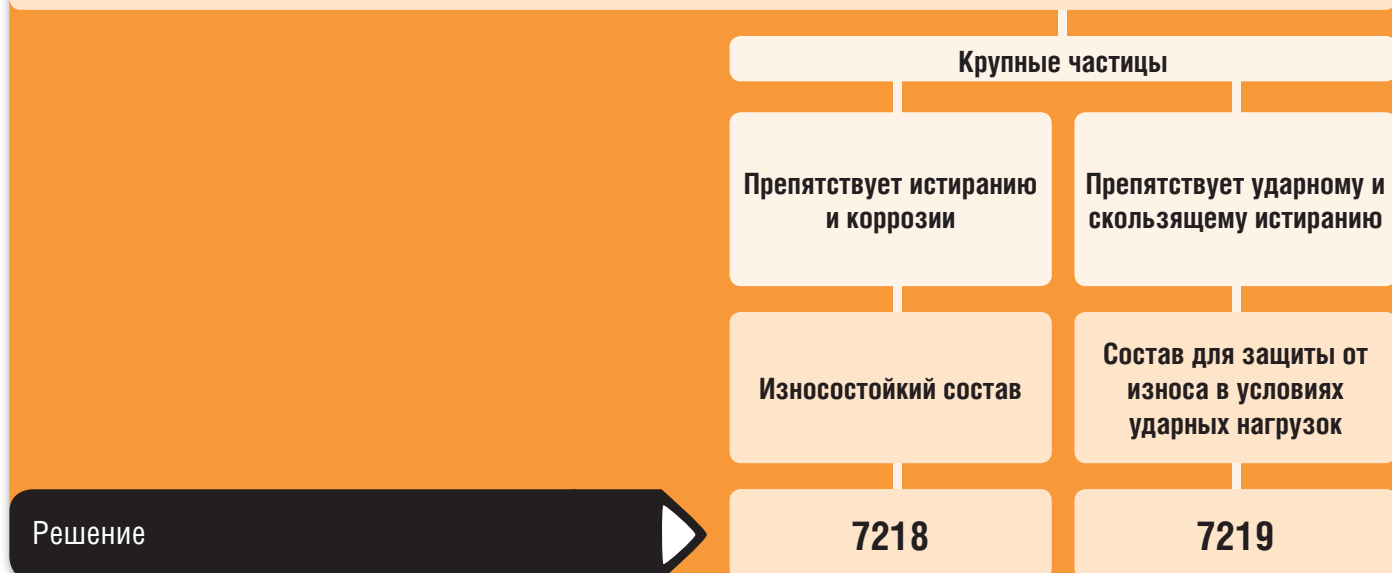 Крупные частицы
Препятствует истиранию
и коррозии
Препятствует ударному и
скользящему истиранию
Износостойкий состав
Состав для защиты от
износа в условиях
ударных нагрузок
Решение
7218
7219